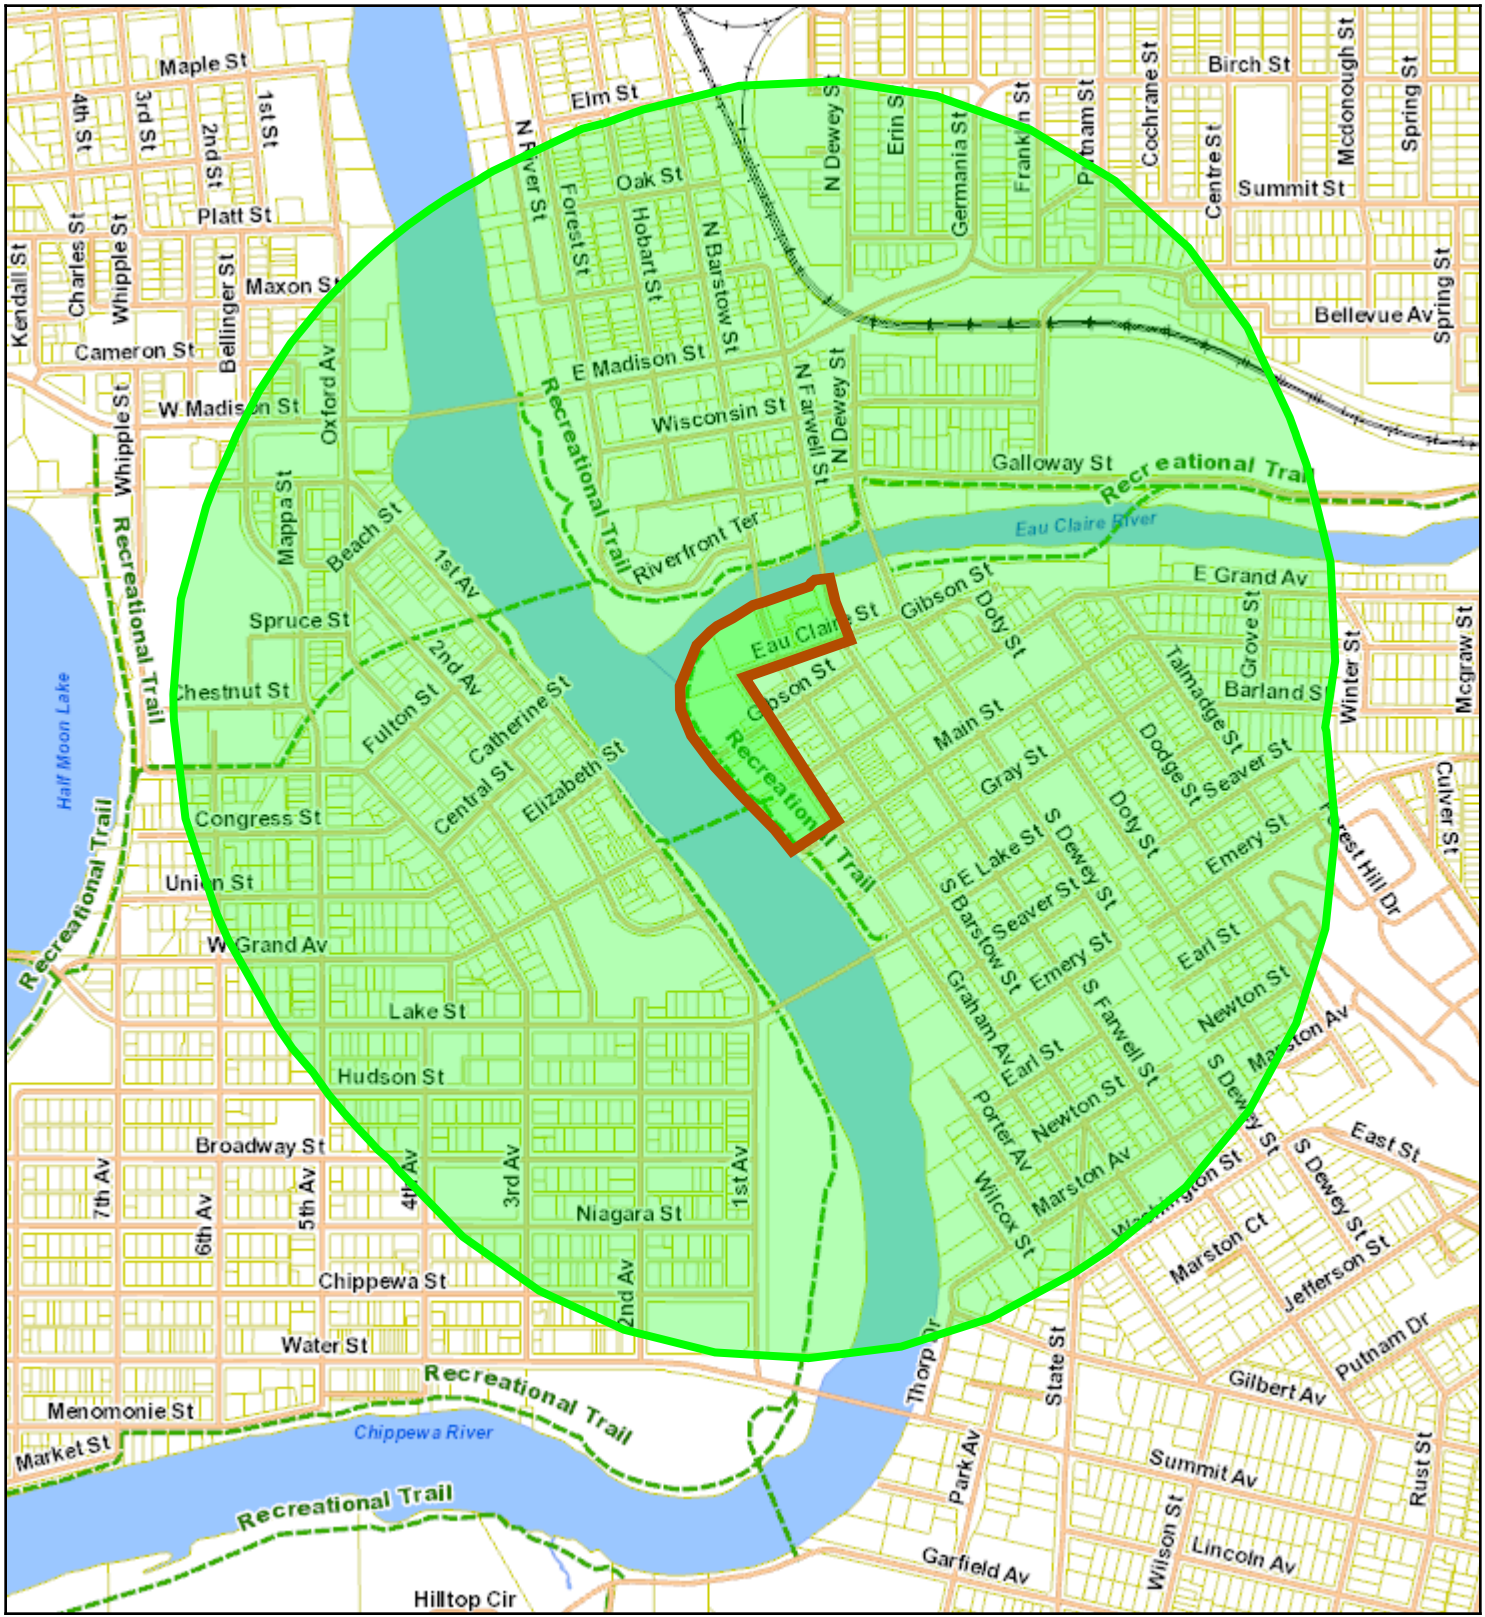 Maple St
Birch St
Elm St
4th St
3rd St
2nd St
1st St
N River St
N Dewey St
Erin S
Germania St
Franklin St
Putnam St
Cochrane St
Centre St
Mcdonough St
Spring St
Oak St
Summit St
Platt St
Forest St
Hobart St
N Barstow St
Kendall St
Charles St
Whipple St
Bellinger St
Maxon St
Spring St
Bellevue Av
Cameron St
Oxford Av
E Madison St
N Farwell St
N Dewey St
Whipple St
W Madison St
Wisconsin St
Recreational Trail
Galloway St
Recreational Trail
Mappa St
Beach St
1st Av
Riverfront Ter
Eau Claire River
Recreational Trail
E Grand Av
Gibson St
Doty St
Spruce St
Eau Claire St
Grove St
Winter St
Mcgraw St
2nd Av
Talmadge St
Half Moon Lake
Chestnut St
Fulton St
Catherine St
Gibson St
Barland St
Main St
Recreational Trail
Dodge St
Seaver St
Gray St
Central St
Elizabeth St
Congress St
Doty St
Emery St
Culver St
Forest Hill Dr
Recreational Trail
S Dewey St
E Lake St
Union St
S Barstow St
Seaver St
W Grand Av
Emery St
Earl St
Newton St
Lake St
Graham Av
S Farwell St
Marston Av
Hudson St
Earl St
S Dewey St
Porter Av
Newton St
Broadway St
East St
7th Av
6th Av
5th Av
4th Av
3rd Av
1st Av
Marston Av
Washington St
S Dewey St
Wilcox St
Niagara St
Marston Ct
Jefferson St
Chippewa St
2nd Av
Water St
Thorp Dr
State St
Putnam Dr
Recreational Trail
Gilbert Av
Menomonie St
Market St
Chippewa River
Park Av
Summit Av
Rust St
Recreational Trail
Wilson St
Lincoln Av
Garfield Av
Hilltop Cir